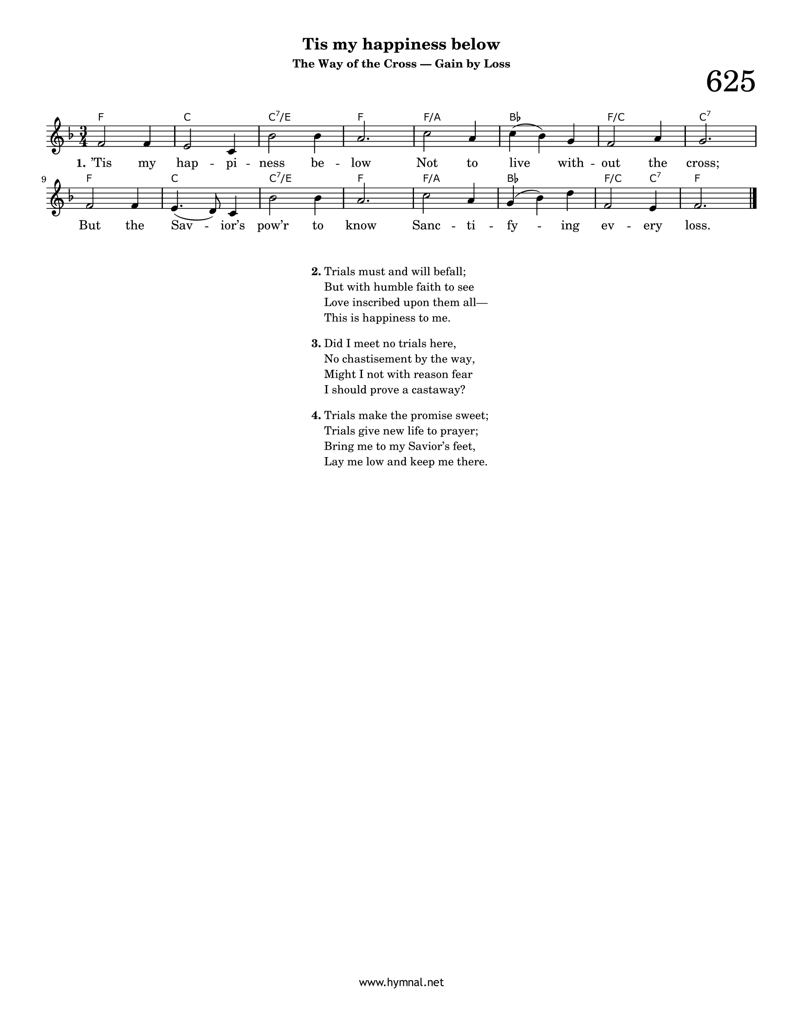 Tis my happiness below
The Way of the Cross — Gain by Loss
625
F C C7/E F F/A B♭ F/C C7
1. 'Tis my hap - pi - ness be - low Not to live with - out the cross;
9 F C C7/E F F/A B♭ F/C C7 F
But the Sav - ior's pow'r to know Sanc - ti - fy - ing ev - ery loss.
2. Trials must and will befall;
But with humble faith to see
Love inscribed upon them all—
This is happiness to me.
3. Did I meet no trials here,
No chastisement by the way,
Might I not with reason fear
I should prove a castaway?
4. Trials make the promise sweet;
Trials give new life to prayer;
Bring me to my Savior's feet,
Lay me low and keep me there.
www.hymnal.net